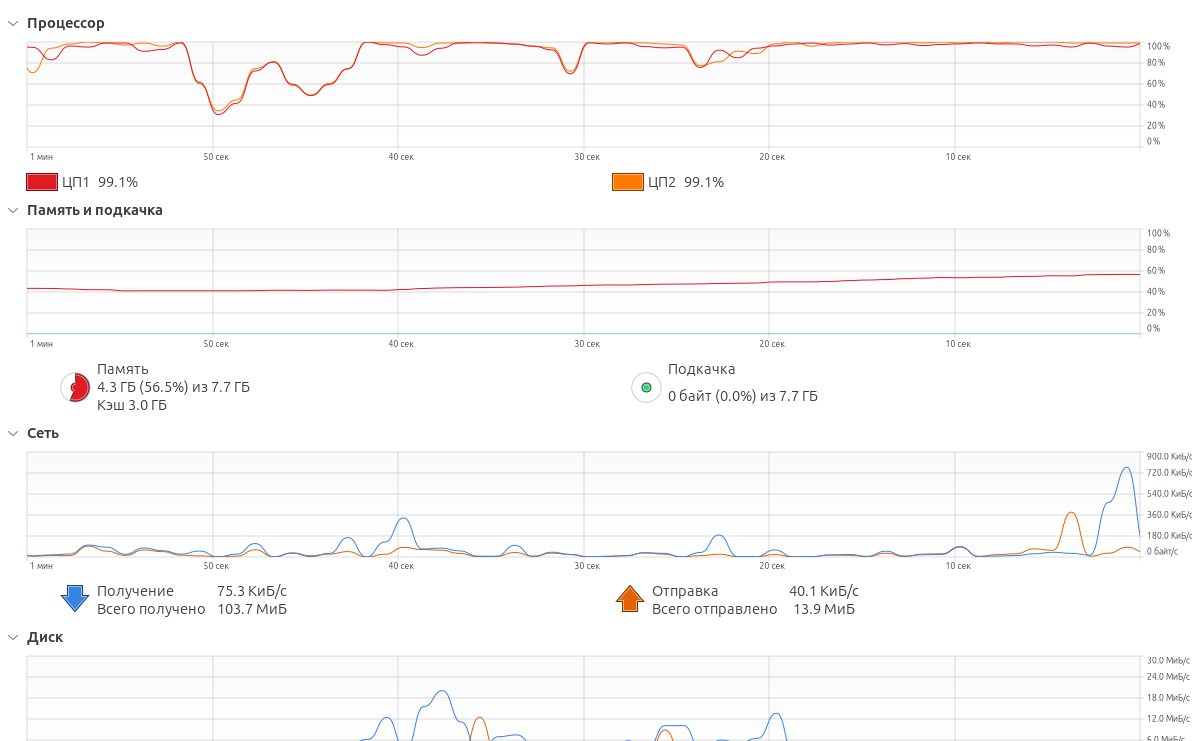 Процессор
100 %
80 %
60 %
40 %
20 %
0 %
1 мин 50 сек 40 сек 30 сек 20 сек 10 сек
ЦП1 99.1% ЦП2 99.1%
Память и подкачка
100 %
80 %
60 %
40 %
20 %
0 %
1 мин 50 сек 40 сек 30 сек 20 сек 10 сек
Память
4.3 ГБ (56.5%) из 7.7 ГБ
Кэш 3.0 ГБ
Подкачка
0 байт (0.0%) из 7.7 ГБ
Сеть
900.0 КиБ/с
720.0 КиБ/с
540.0 КиБ/с
360.0 КиБ/с
180.0 КиБ/с
0 байт/с
1 мин 50 сек 40 сек 30 сек 20 сек 10 сек
Получение 75.3 КиБ/с
Всего получено 103.7 МиБ
Отправка 40.1 КиБ/с
Всего отправлено 13.9 МиБ
Диск
30.0 МиБ/с
24.0 МиБ/с
18.0 МиБ/с
12.0 МиБ/с
6.0 МиБ/с